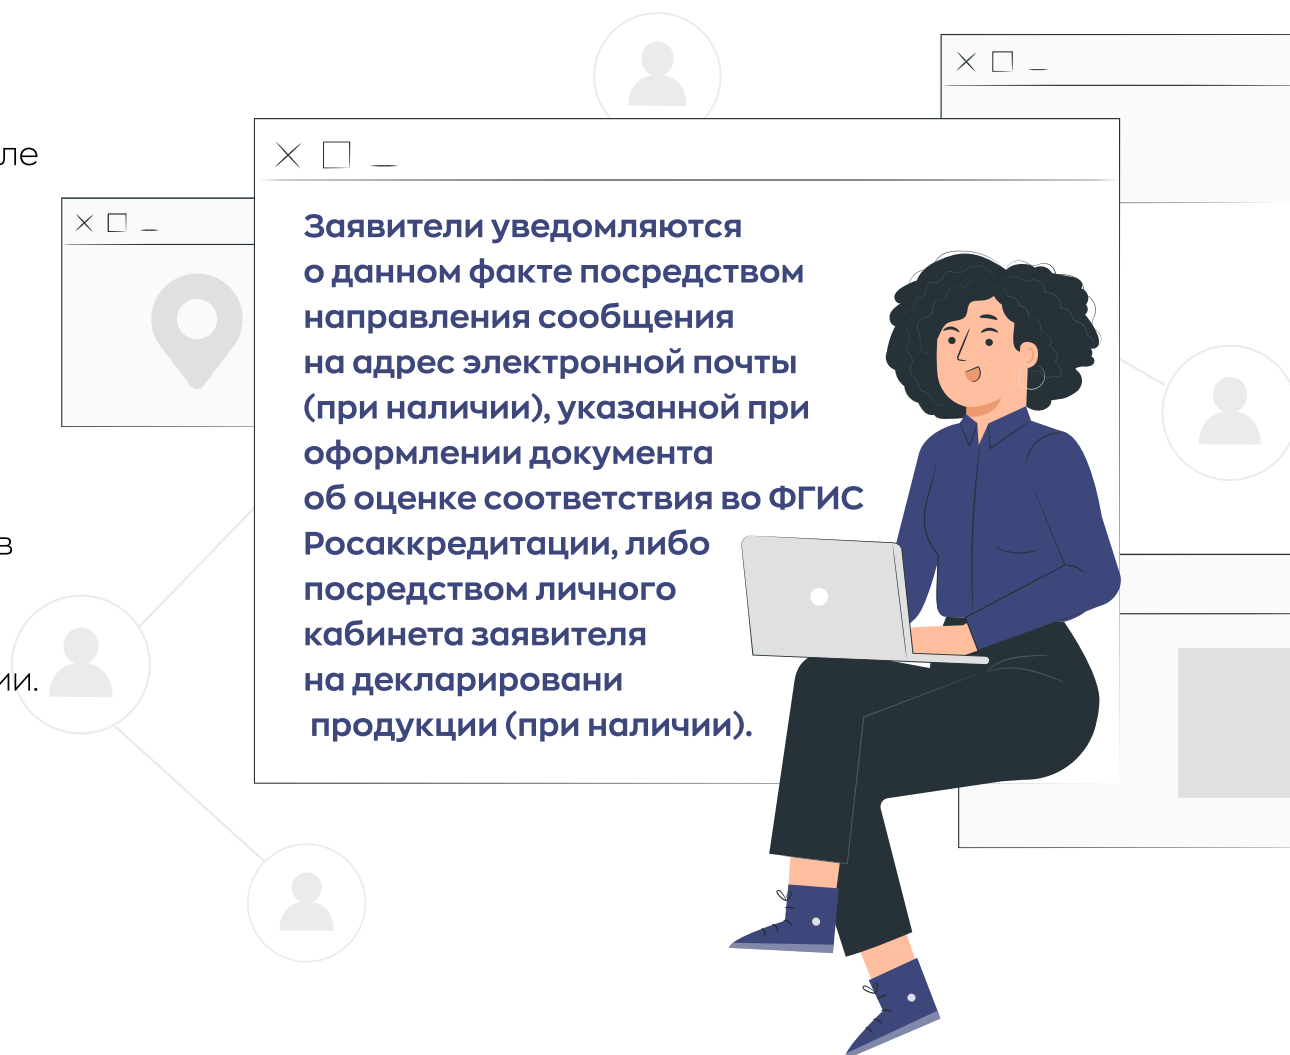 Заявители уведомляются
о данном факте посредством
направления сообщения
на адрес электронной почты
(при наличии), указанной при
оформлении документа
об оценке соответствия во ФГИС
Росаккредитации, либо
посредством личного
кабинета заявителя
на декларировани
продукции (при наличии).